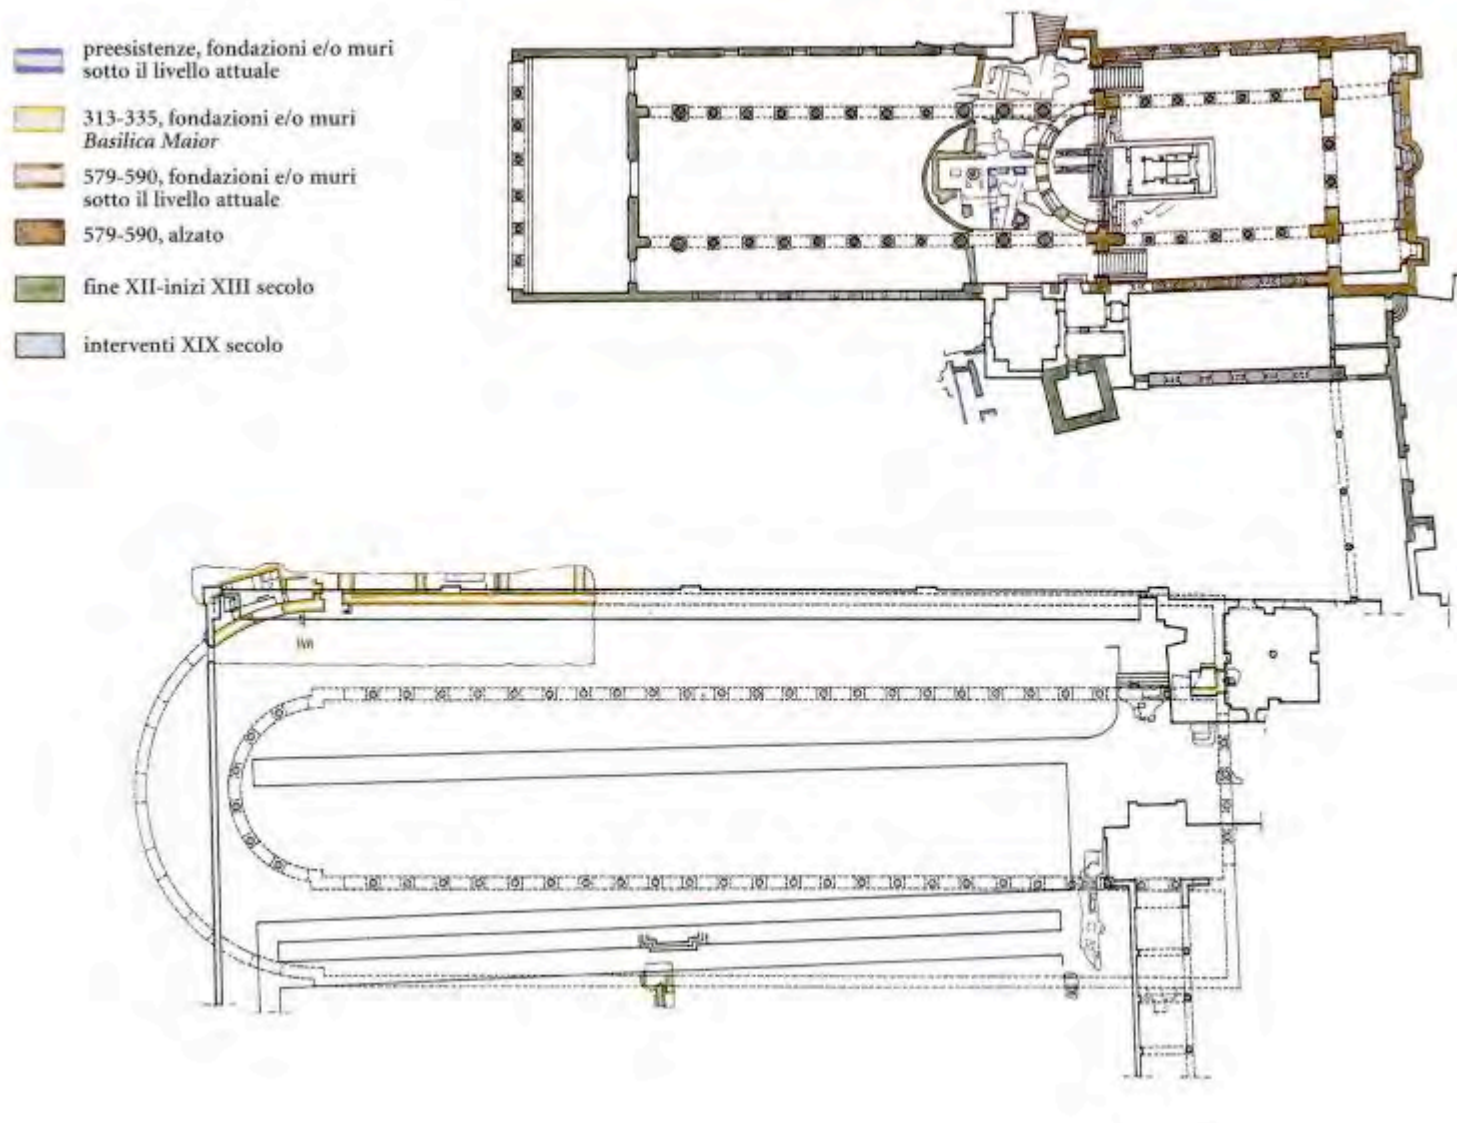 preesistenze, fondazioni e/o muri
sotto il livello attuale
313-335, fondazioni e/o muri
Basilica Maior
579-590, fondazioni e/o muri
sotto il livello attuale
579-590, alzato
fine XII-inizi XIII secolo
interventi XIX secolo